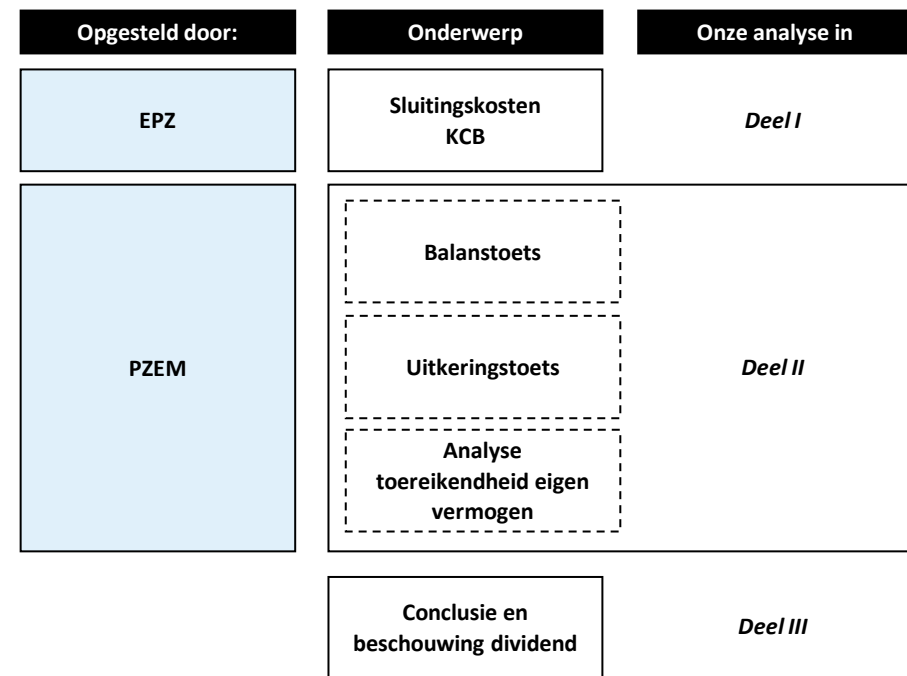 Opgesteld door:
Onderwerp
Onze analyse in
EPZ
Sluitingskosten
KCB
Deel I
PZEM
Balanstoets
Uitkeringstoets
Analyse
toereikendheid eigen
vermogen
Deel II
Conclusie en
beschouwing dividend
Deel III